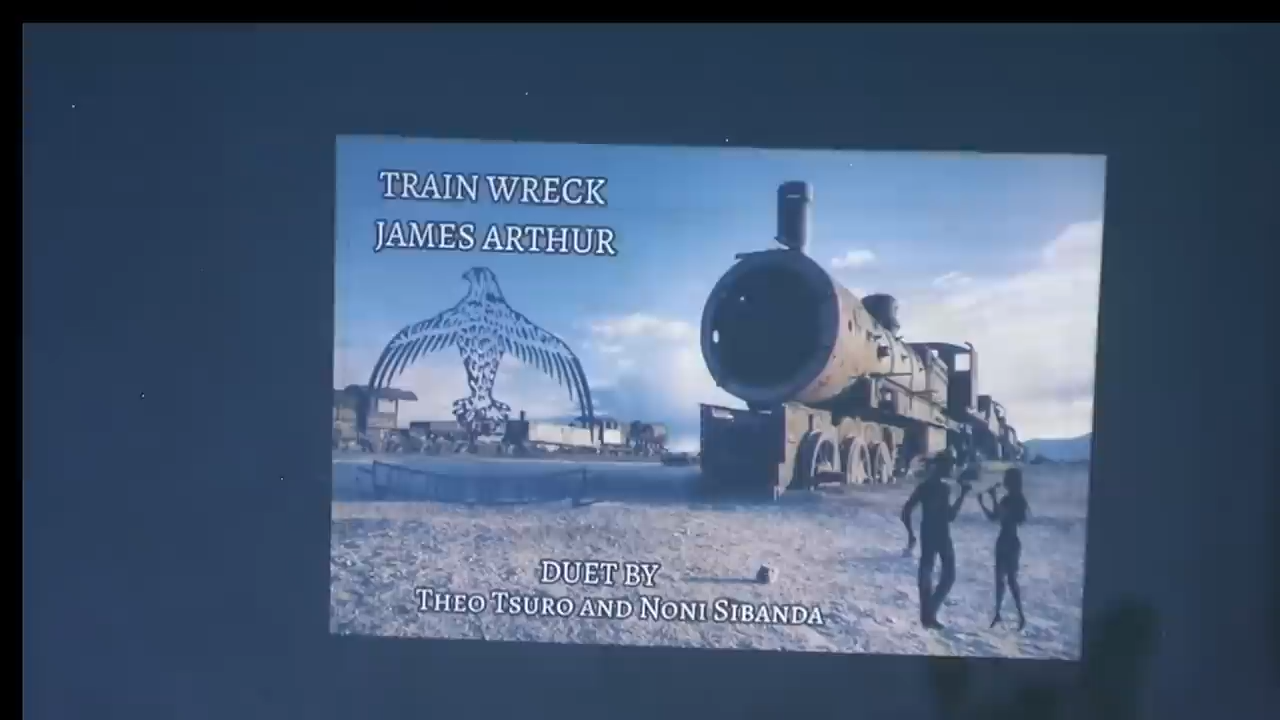 TRAIN WRECK
JAMES ARTHUR
DUET BY
THEO TSURO AND NONI SIBANDA